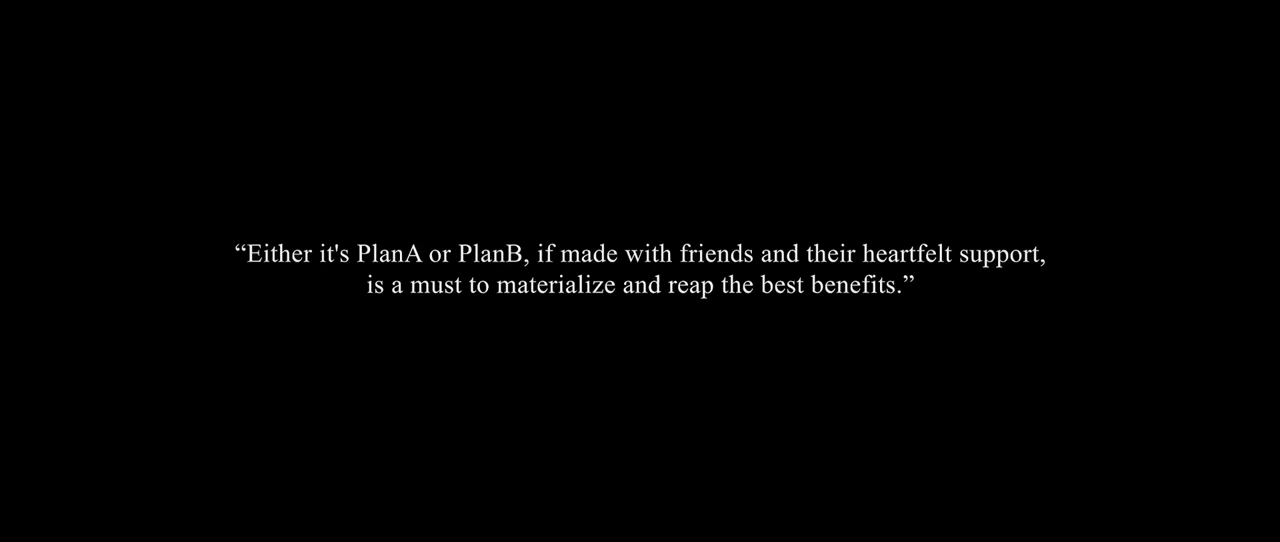 “Either it's PlanA or PlanB, if made with friends and their heartfelt support,
is a must to materialize and reap the best benefits.”